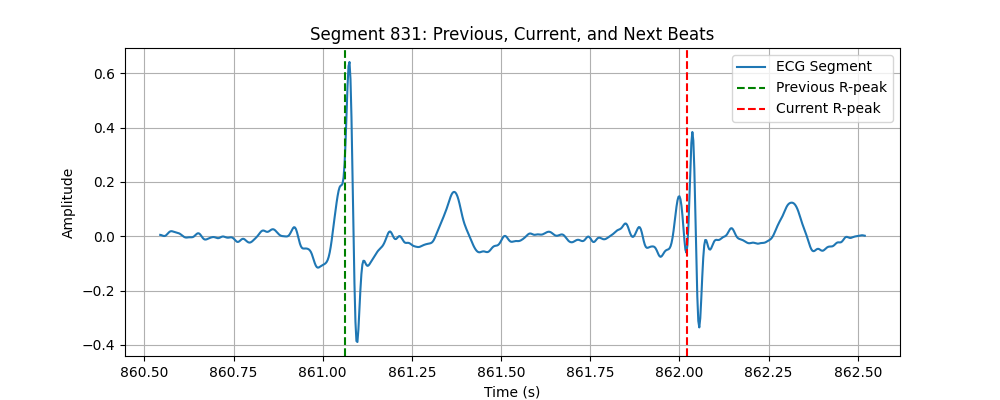 Segment 831: Previous, Current, and Next Beats
ECG Segment
Previous R-peak
Current R-peak
Amplitude
0.6
0.4
0.2
0.0
−0.2
−0.4
860.50 860.75 861.00 861.25 861.50 861.75 862.00 862.25 862.50
Time (s)